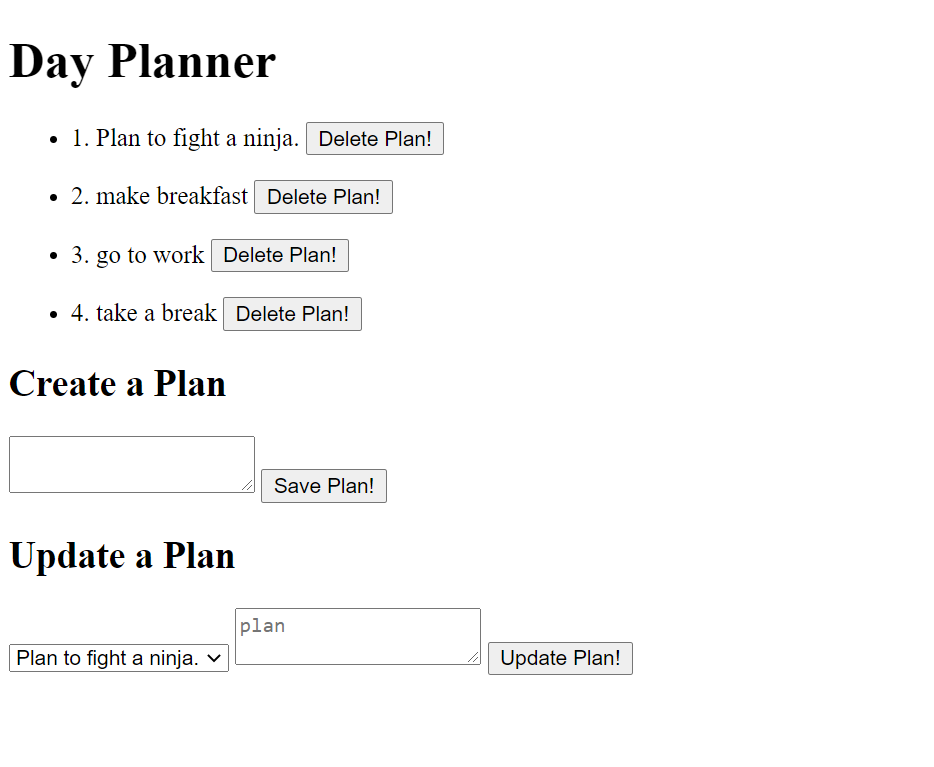 Day Planner
1. Plan to fight a ninja. Delete Plan!
2. make breakfast Delete Plan!
3. go to work Delete Plan!
4. take a break Delete Plan!
Create a Plan
Save Plan!
Update a Plan
Plan to fight a ninja. plan Update Plan!